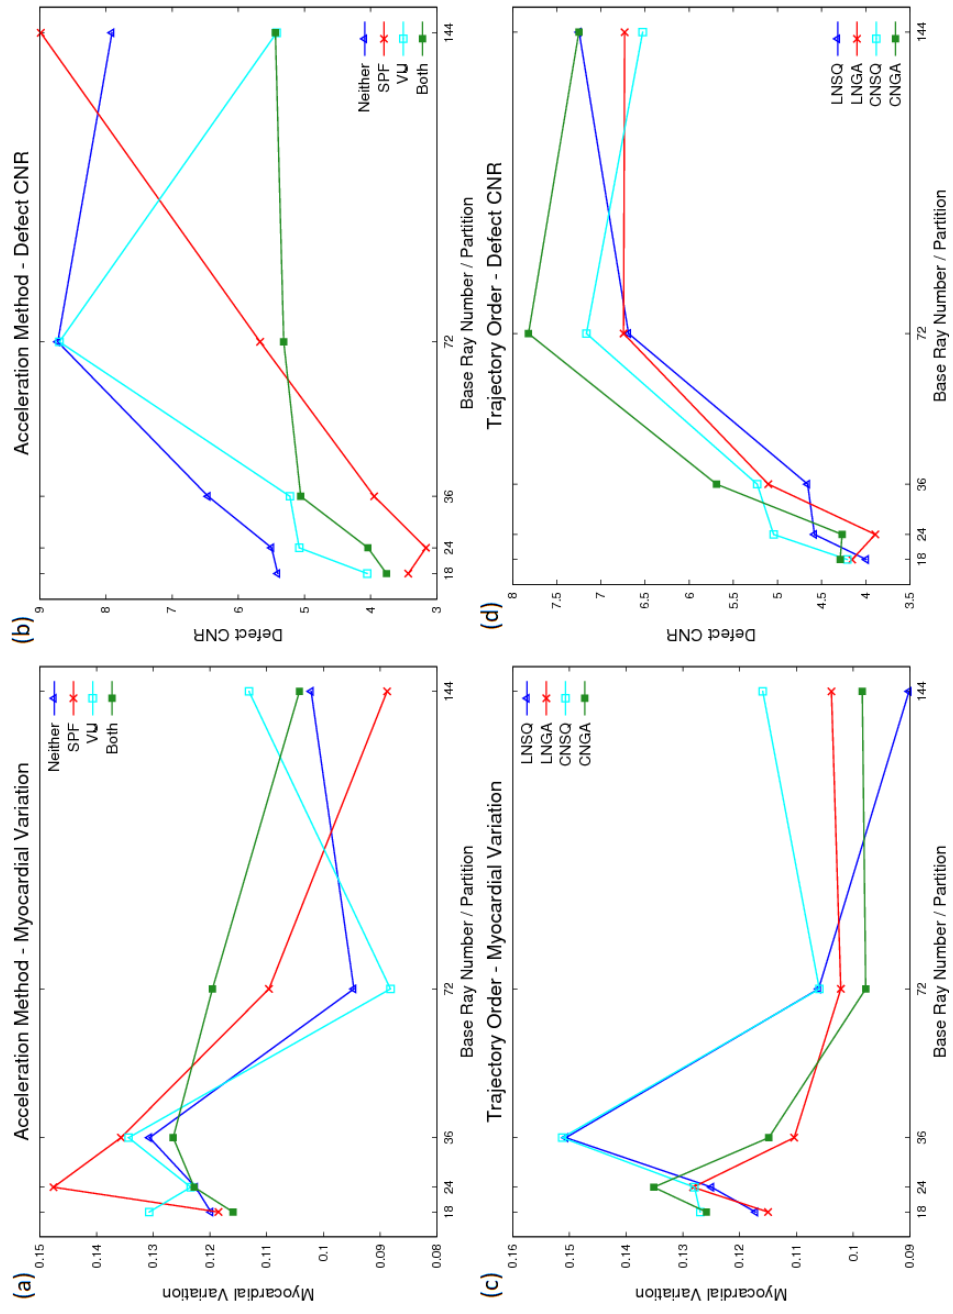 (a)
Acceleration Method - Myocardial Variation
Neither
SPF
VU
Both
0.15
0.14
0.13
0.12
0.11
0.1
0.09
0.08
Myocardial Variation
18
24
36
72
144
Base Ray Number / Partition
(b)
Acceleration Method - Defect CNR
Neither
SPF
VU
Both
9
8
7
6
5
4
3
Defect CNR
18
24
36
72
144
Base Ray Number / Partition
(c)
Trajectory Order - Myocardial Variation
LNSQ
LNGA
CNSQ
CNGA
0.16
0.15
0.14
0.13
0.12
0.11
0.1
0.09
Myocardial Variation
18
24
36
72
144
Base Ray Number / Partition
(d)
Trajectory Order - Defect CNR
LNSQ
LNGA
CNSQ
CNGA
8
7.5
7
6.5
6
5.5
5
4.5
4
3.5
Defect CNR
18
24
36
72
144
Base Ray Number / Partition